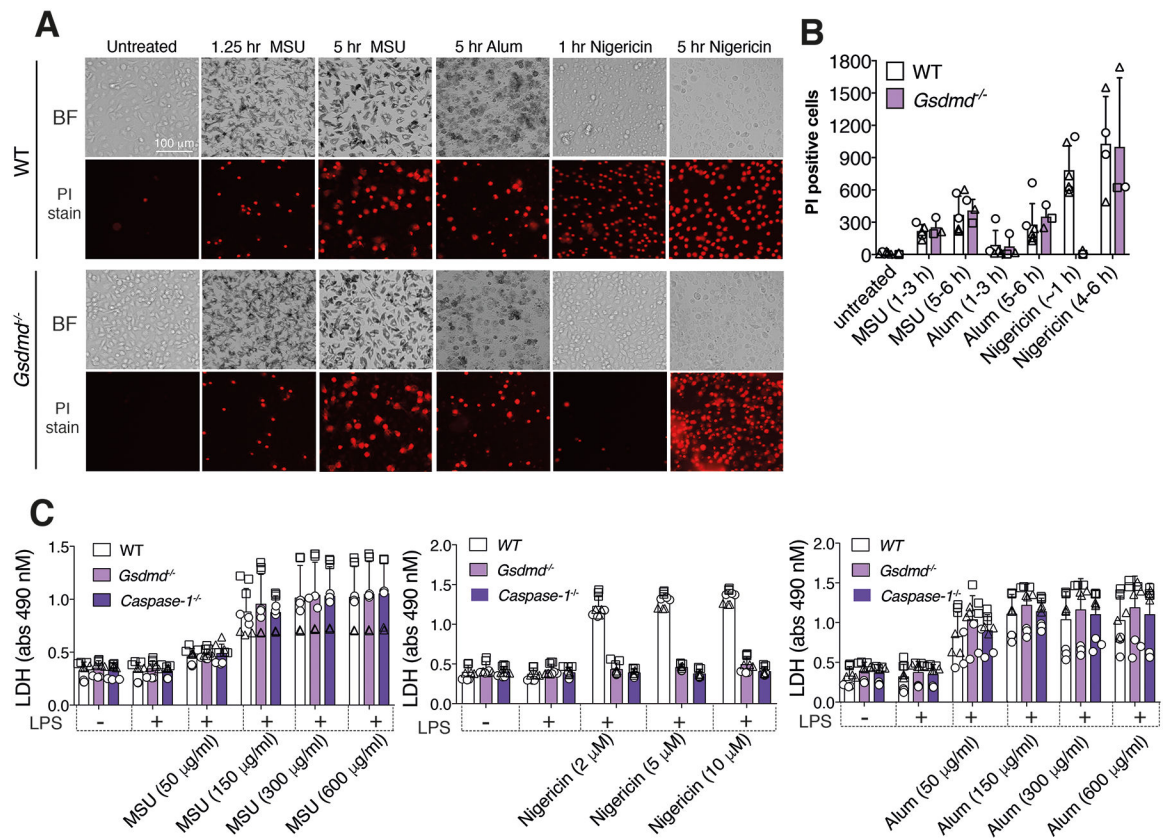 A
Untreated 1.25 hr MSU 5 hr MSU 5 hr Alum 1 hr Nigericin 5 hr Nigericin
WT
BF
100 μm
PI
stain
Gsdmd-/-
BF
PI
stain
B
PI positive cells
1800
1500
1200
900
600
300
0
WT
Gsdmd-/-
untreated
MSU (1-3 h)
MSU (5-6 h)
Alum (1-3 h)
Alum (5-6 h)
Nigericin (~1 h)
Nigericin (4-6 h)
C
LDH (abs 490 nM)
1.5
1.0
0.5
0.0
WT
Gsdmd-/-
Caspase-1-/-
LPS - + + + + +
MSU (50 μg/ml)
MSU (150 μg/ml)
MSU (300 μg/ml)
MSU (600 μg/ml)
LDH (abs 490 nM)
2.0
1.5
1.0
0.5
0.0
WT
Gsdmd-/-
Caspase-1-/-
LPS - + + + +
Nigericin (2 μM)
Nigericin (5 μM)
Nigericin (10 μM)
LDH (abs 490 nM)
2.0
1.5
1.0
0.5
0.0
WT
Gsdmd-/-
Caspase-1-/-
LPS - + + + + +
Alum (50 μg/ml)
Alum (150 μg/ml)
Alum (300 μg/ml)
Alum (600 μg/ml)